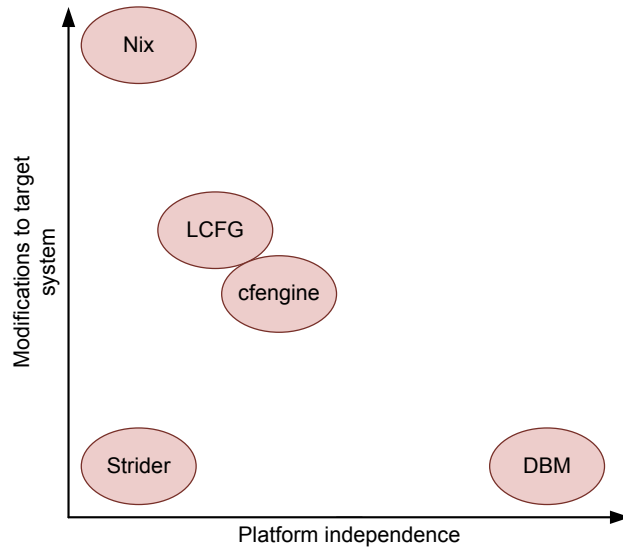 Nix
Modifications to target
system
LCFG
cfengine
Strider
DBM
Platform independence